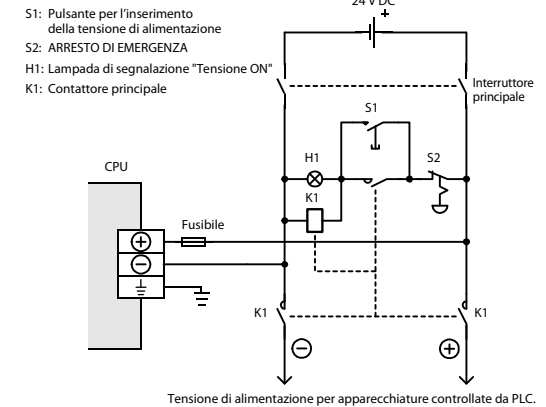 24 V DC
+
S1: Pulsante per l'inserimento
della tensione di alimentazione
S2: ARRESTO DI EMERGENZA
H1: Lampada di segnalazione "Tensione ON"
K1: Contattore principale
Interruttore
principale
S1
H1
S2
K1
CPU
Fusibile
+
−
K1
K1
−
+
Tensione di alimentazione per apparecchiature controllate da PLC.